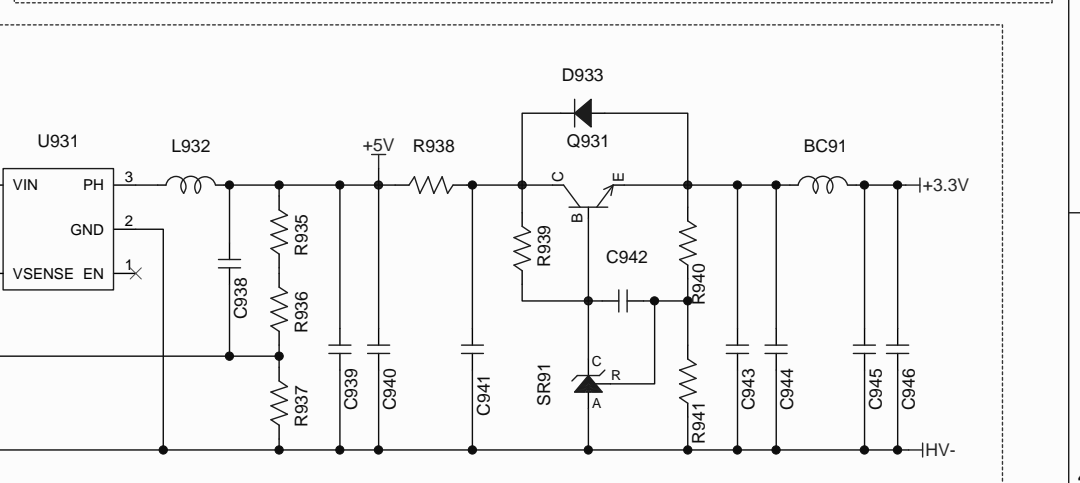 D933
U931
L932
+5V
R938
Q931
BC91
VIN
PH
3
C
E
+3.3V
GND
2
B
R935
R939
C942
R940
VSENSE
EN
1
C938
R936
C
R
SR91
A
R937
C939
C940
C941
R941
C943
C944
C945
C946
HV-